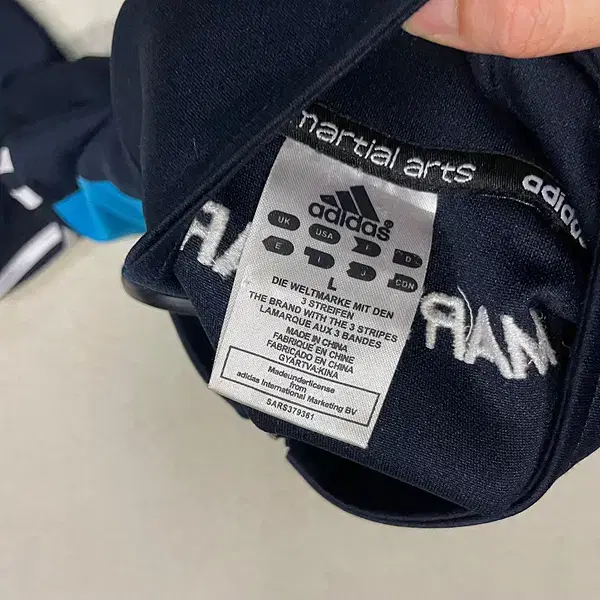 martial arts
adidas
adidas
UK USA I D
E I J CDN
L
DIE WELTMARKE MIT DEN
3 STREIFEN
THE BRAND WITH THE 3 STRIPES
LAMARQUE AUX 3 BANDES
MADE IN CHINA
FABRIQUE EN CHINE
FABRICADO EN CHINA
GYARTVA:KINA
Madeunderlicense
from
adidas International Marketing BV
SARS379361
MAR